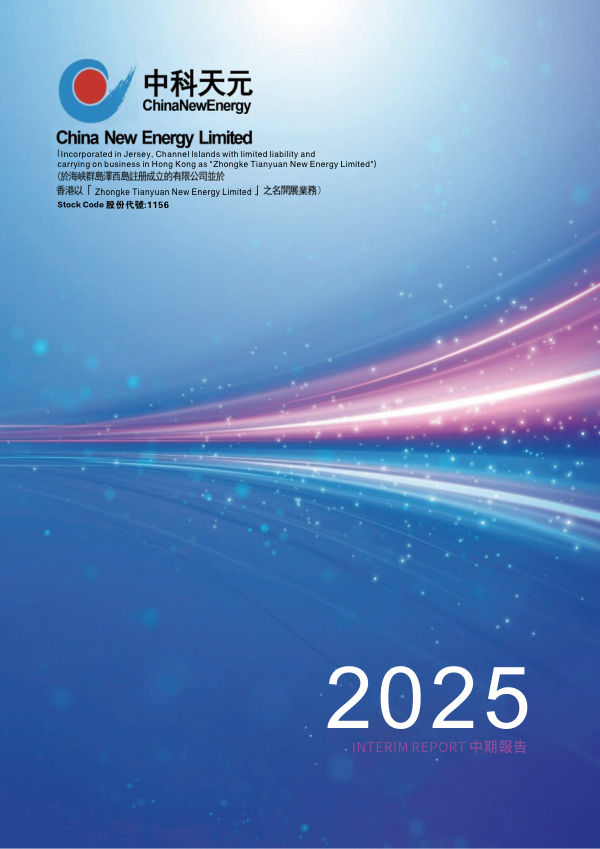 中科天元
ChinaNewEnergy
China New Energy Limited
(Incorporated in Jersey, Channel Islands with limited liability and
carrying on business in Hong Kong as "Zhongke Tianyuan New Energy Limited")
(於海峽群島澤西島註册成立的有限公司並於
香港以「 Zhongke Tianyuan New Energy Limited 」之名開展業務)
Stock Code 股份代號:1156
2025
INTERIM REPORT 中期報告